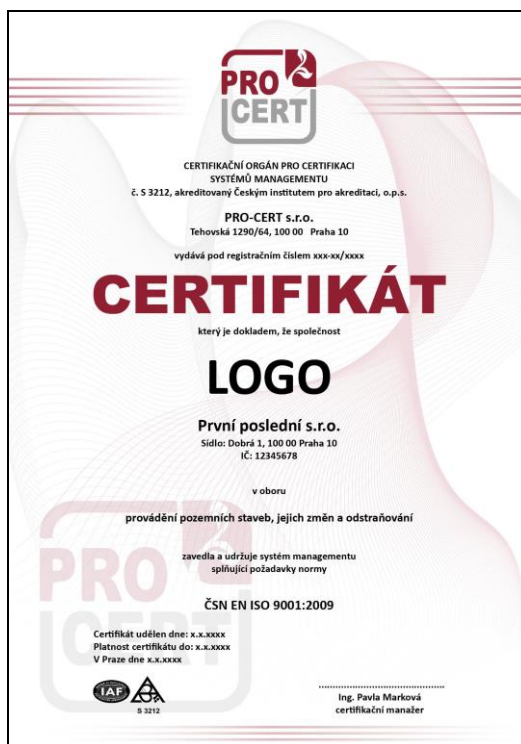 PRO
CERT
CERTIFIKAČNÍ ORGÁN PRO CERTIFIKACI
SYSTÉMŮ MANAGEMENTU
č. S 3212, akreditovaný Českým institutem pro akreditaci, o.p.s.
PRO-CERT s.r.o.
Tehovská 1290/64, 100 00 Praha 10
vydává pod registračním číslem xxx-xx/xxxx
CERTIFIKÁT
který je dokladem, že společnost
LOGO
První poslední s.r.o.
Sídlo: Dobrá 1, 100 00 Praha 10
IČ: 12345678
v oboru
provádění pozemních staveb, jejich změn a odstraňování
zavedla a udržuje systém managementu
splňující požadavky normy
PRO
CERT
ČSN EN ISO 9001:2009
Certifikát udělen dne: x.x.xxxx
Platnost certifikátu do: x.x.xxxx
V Praze dne x.x.xxxx
IAF
S 3212
Ing. Pavla Marková
certifikační manažer